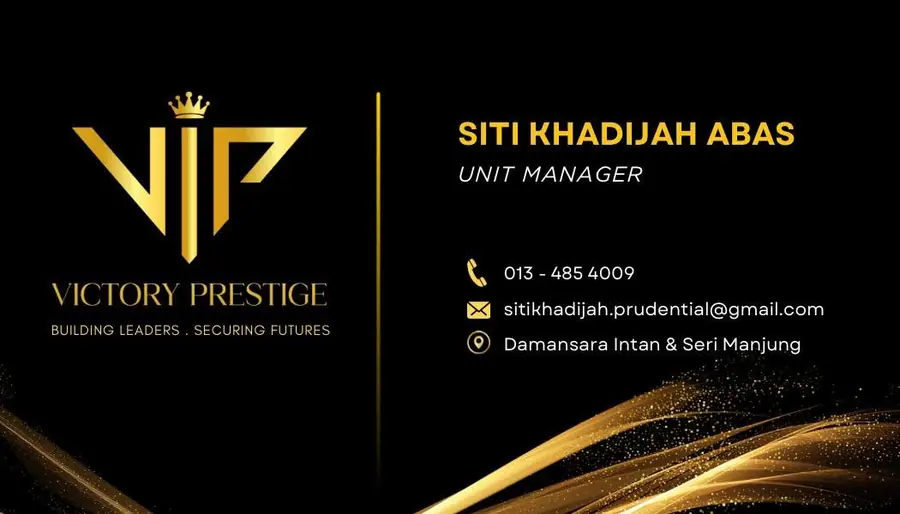 VIP
VICTORY PRESTIGE
BUILDING LEADERS . SECURING FUTURES
SITI KHADIJAH ABAS
UNIT MANAGER
013 - 485 4009
sitikhadijah.prudential@gmail.com
Damansara Intan & Seri Manjung